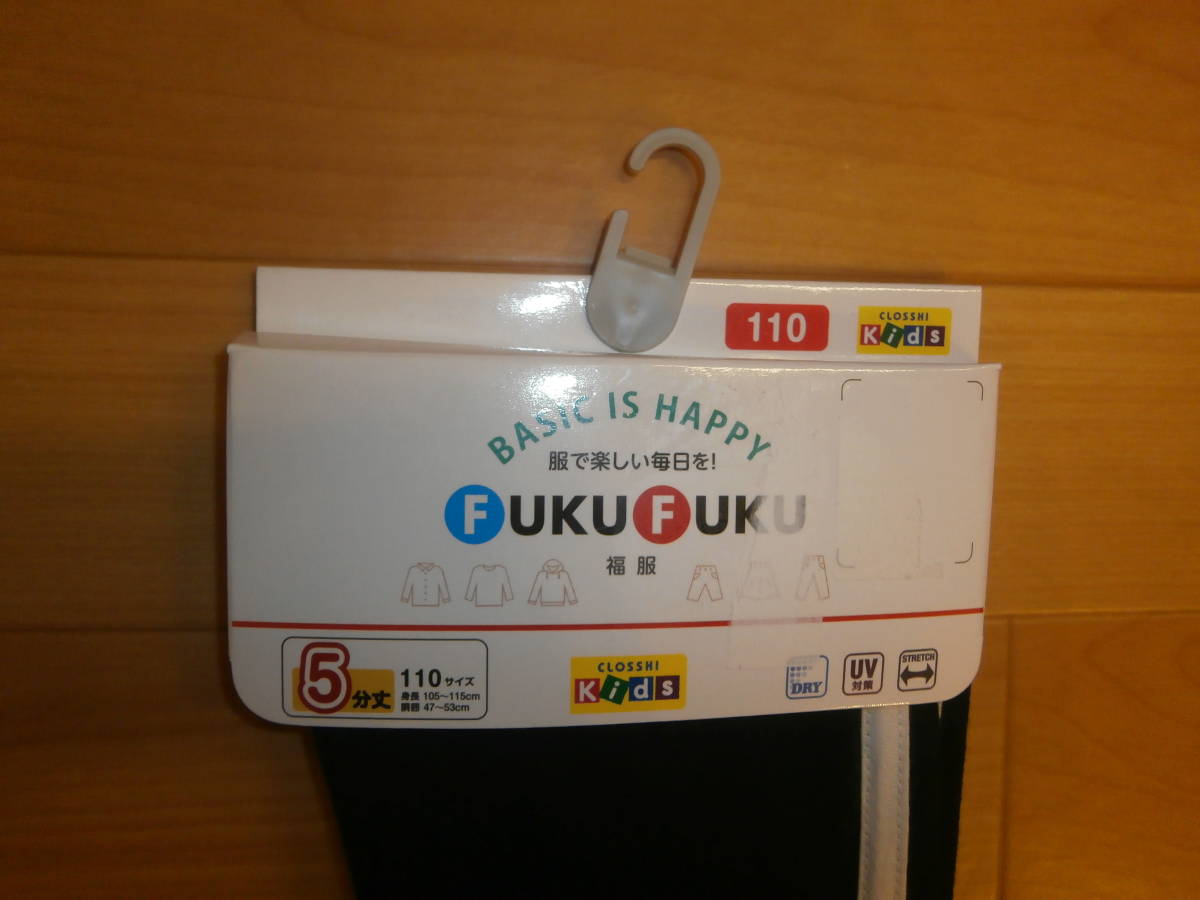 110
CLOSSHI
Kids
BASIC IS HAPPY
服で楽しい毎日を!
FUKU FUKU
福服
5分丈
110サイズ
身長 105〜115cm
胴囲 47〜53cm
CLOSSHI
Kids
DRY
UV
対策
STRETCH